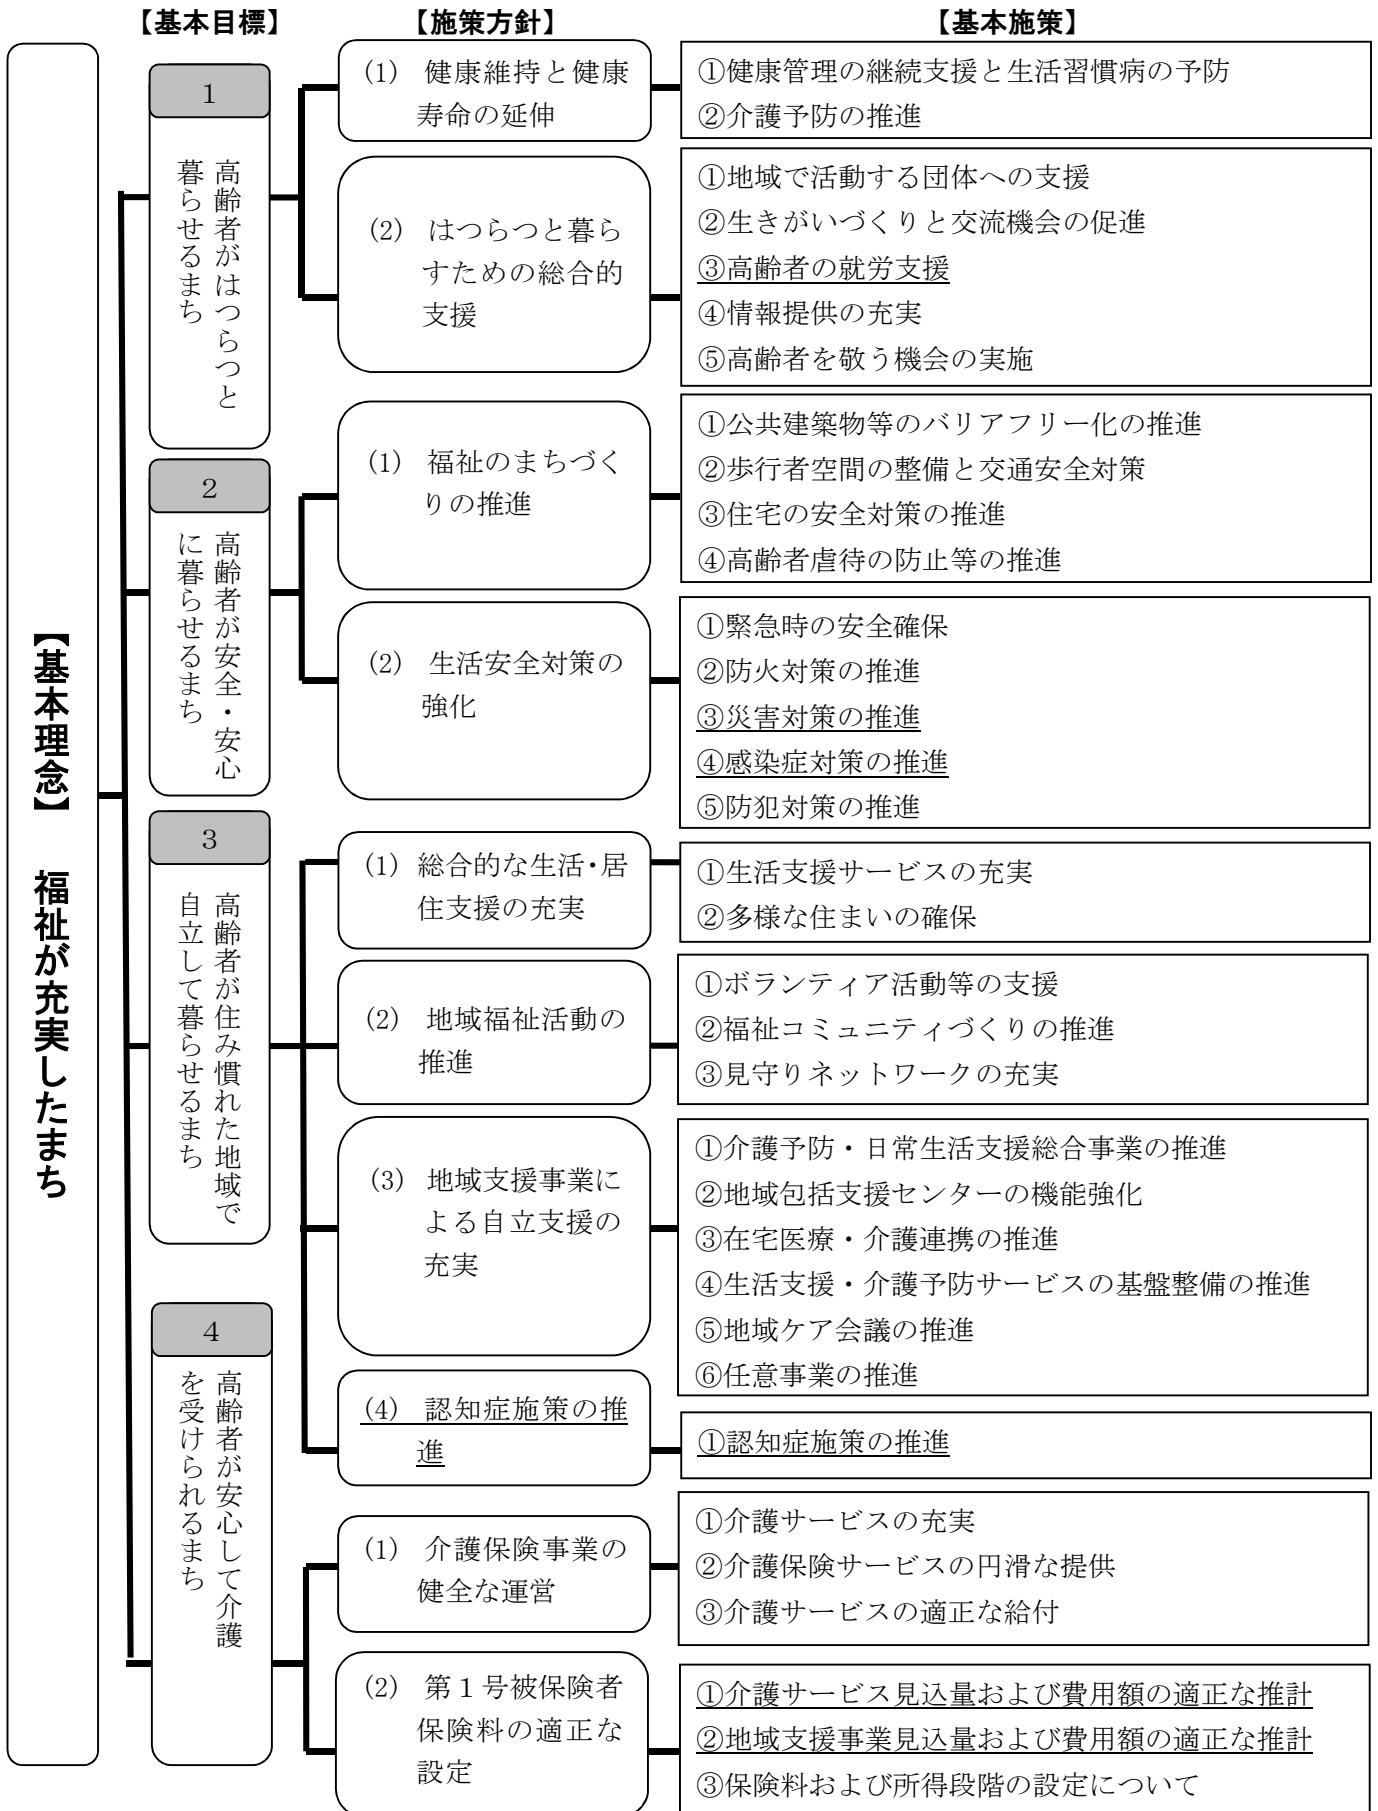 【基本目標】
【施策方針】
【基本施策】
【基本理念】 福祉が充実したまち
1
高齢者がはつらつと
暮らせるまち
(1) 健康維持と健康
寿命の延伸
①健康管理の継続支援と生活習慣病の予防
②介護予防の推進
(2) はつらつと暮ら
すための総合的
支援
①地域で活動する団体への支援
②生きがいづくりと交流機会の促進
③高齢者の就労支援
④情報提供の充実
⑤高齢者を敬う機会の実施
2
高齢者が安全・安心
に暮らせるまち
(1) 福祉のまちづく
りの推進
①公共建築物等のバリアフリー化の推進
②歩行者空間の整備と交通安全対策
③住宅の安全対策の推進
④高齢者虐待の防止等の推進
(2) 生活安全対策の
強化
①緊急時の安全確保
②防火対策の推進
③災害対策の推進
④感染症対策の推進
⑤防犯対策の推進
3
高齢者が住み慣れた地域で
自立して暮らせるまち
(1) 総合的な生活・居
住支援の充実
①生活支援サービスの充実
②多様な住まいの確保
(2) 地域福祉活動の
推進
①ボランティア活動等の支援
②福祉コミュニティづくりの推進
③見守りネットワークの充実
(3) 地域支援事業に
よる自立支援の
充実
①介護予防・日常生活支援総合事業の推進
②地域包括支援センターの機能強化
③在宅医療・介護連携の推進
④生活支援・介護予防サービスの基盤整備の推進
⑤地域ケア会議の推進
⑥任意事業の推進
(4) 認知症施策の推
進
①認知症施策の推進
4
高齢者が安心して介護
を受けられるまち
(1) 介護保険事業の
健全な運営
①介護サービスの充実
②介護保険サービスの円滑な提供
③介護サービスの適正な給付
(2) 第１号被保険者
保険料の適正な
設定
①介護サービス見込量および費用額の適正な推計
②地域支援事業見込量および費用額の適正な推計
③保険料および所得段階の設定について